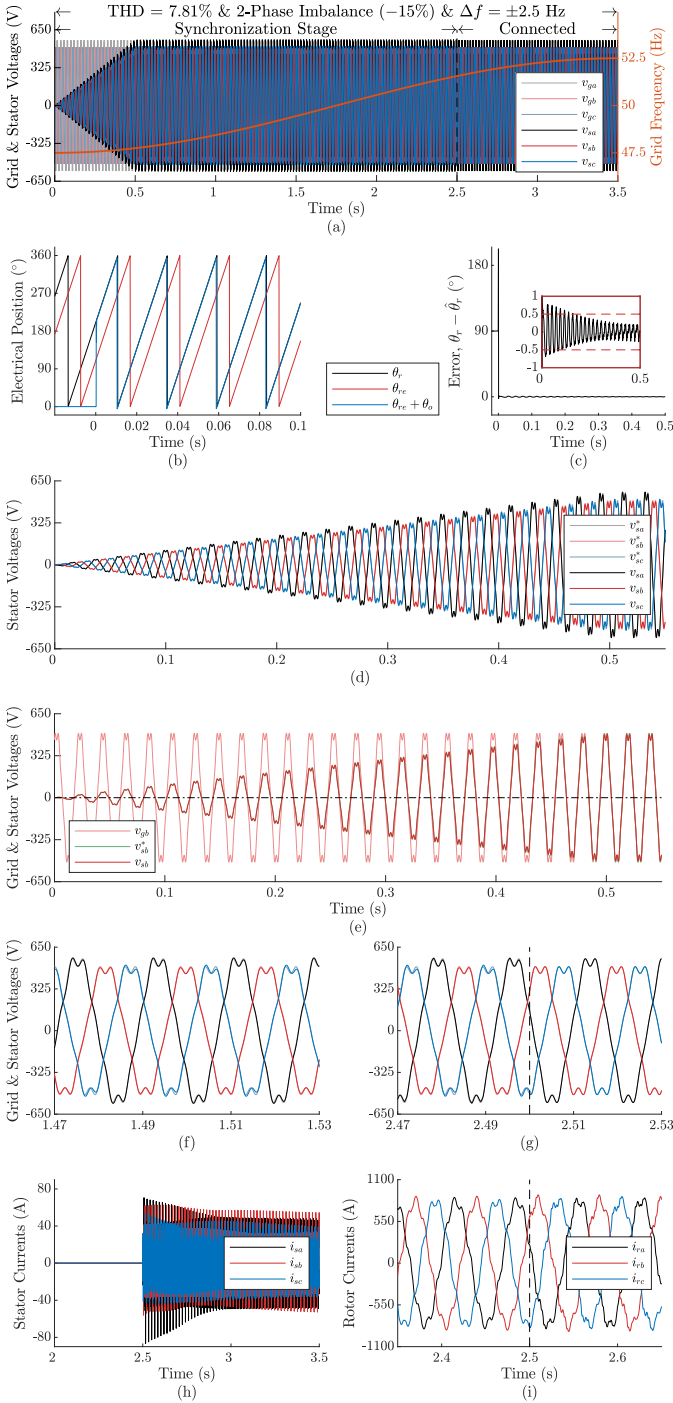 THD = 7.81% & 2-Phase Imbalance (−15%) & Δf = ±2.5 Hz
Synchronization Stage
Connected
Grid & Stator Voltages (V)
650
325
0
-325
-650
0 0.5 1 1.5 2 2.5 3 3.5
Time (s)
52.5
50
47.5
Grid Frequency (Hz)
v_ga
v_gb
v_gc
v_sa
v_sb
v_sc
(a)
Electrical Position (°)
360
270
180
90
0
0 0.02 0.04 0.06 0.08 0.1
Time (s)
(b)
θ_r
θ_re
θ_re + θ_o
Error, θ_r − θ̂_r (°)
180
90
0
1
0.5
0
-0.5
-1
0 0.5
0 0.1 0.2 0.3 0.4 0.5
Time (s)
(c)
Stator Voltages (V)
650
325
0
-325
-650
0 0.1 0.2 0.3 0.4 0.5
v*_sa
v*_sb
v*_sc
v_sa
v_sb
v_sc
(d)
Grid & Stator Voltages (V)
650
325
0
-325
-650
v_gb
v*_sb
v_sb
0 0.1 0.2 0.3 0.4 0.5
Time (s)
(e)
Grid & Stator Voltages (V)
650
325
0
-325
-650
1.47 1.49 1.51 1.53
(f)
650
325
0
-325
-650
2.47 2.49 2.51 2.53
(g)
Stator Currents (A)
80
40
0
-40
-80
i_sa
i_sb
i_sc
2 2.5 3 3.5
Time (s)
(h)
Rotor Currents (A)
1100
550
0
-550
-1100
i_ra
i_rb
i_rc
2.4 2.5 2.6
Time (s)
(i)